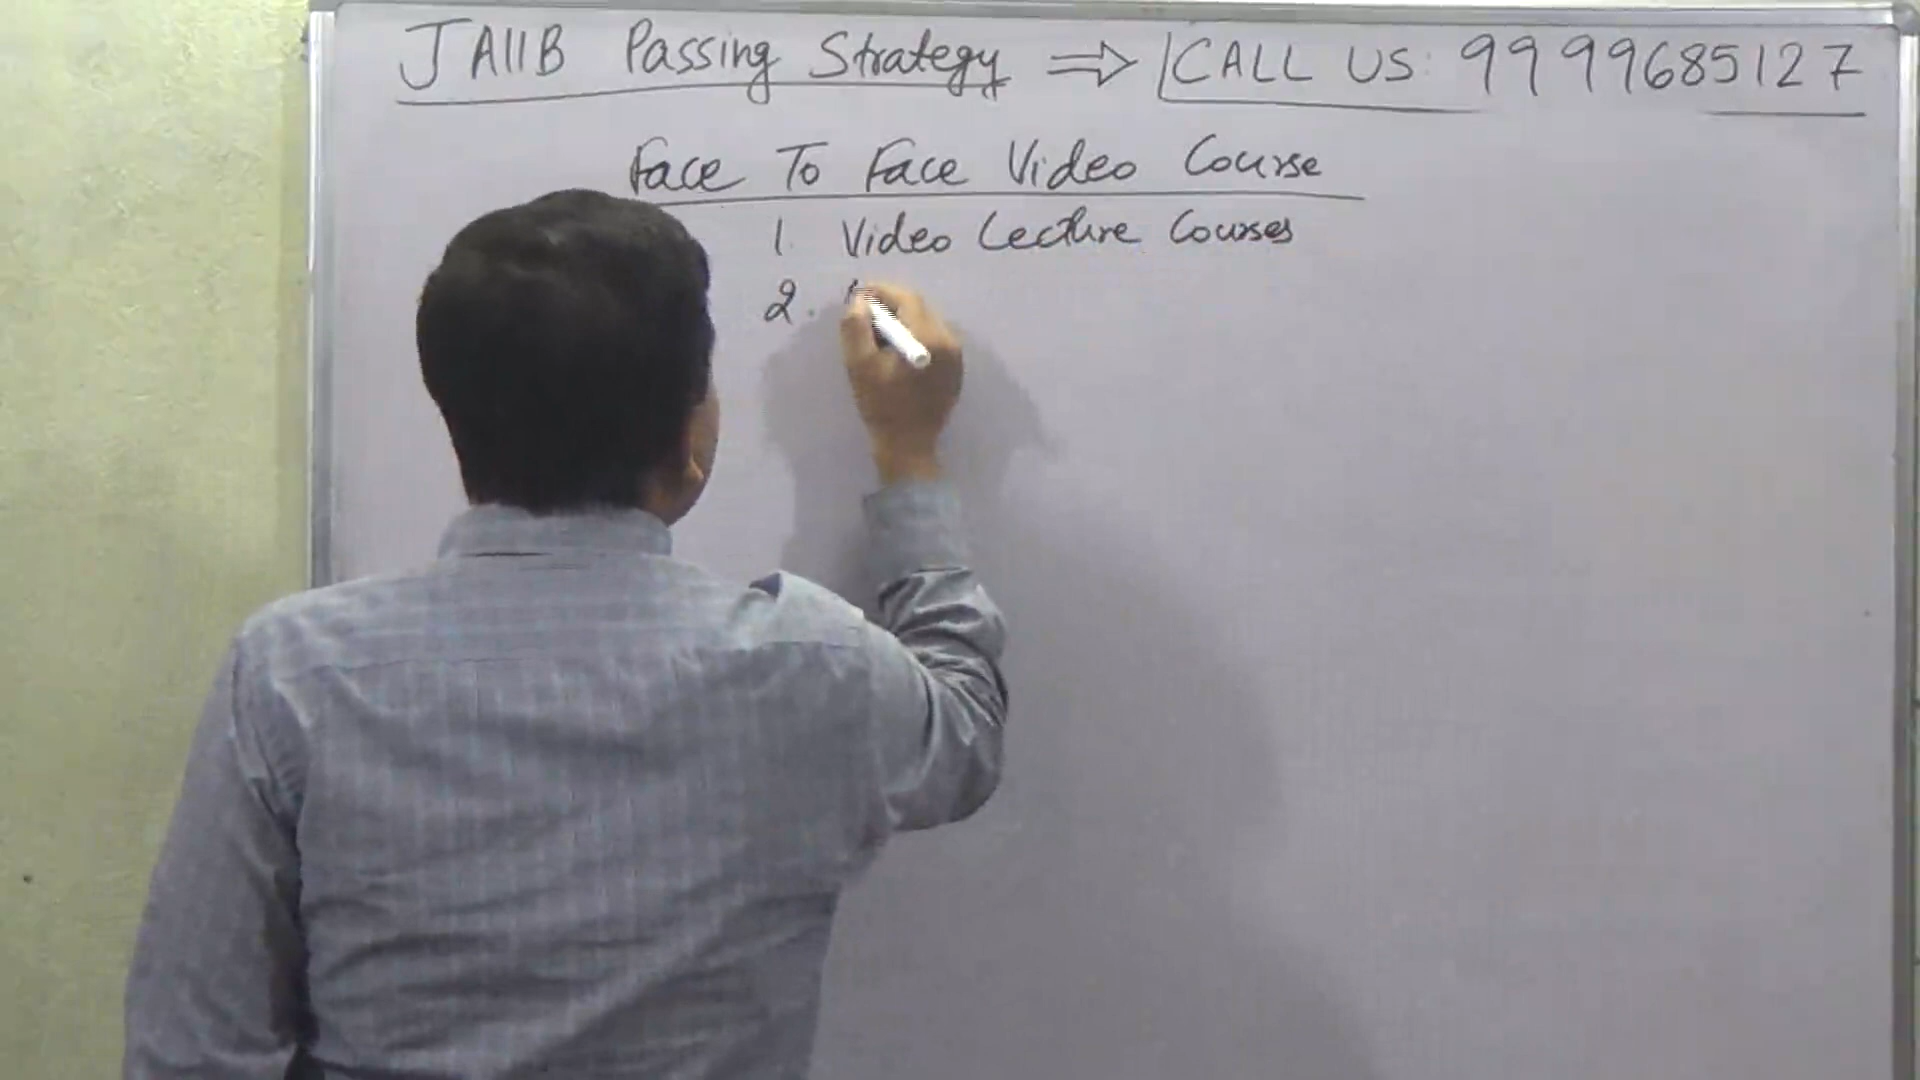 JAIIB Passing Strategy ⇒ CALL US: 9999685127
Face To Face Video Course
1. Video Lecture Courses
2.